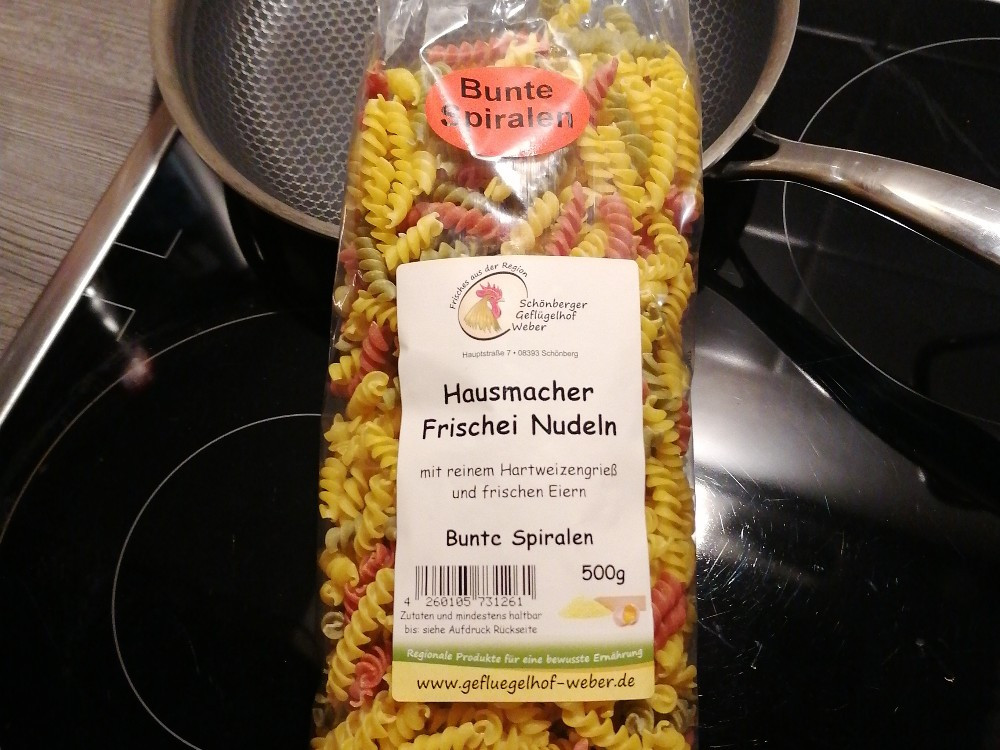 Bunte
Spiralen
Frisches aus der Region
Schönberger
Geflügelhof
Weber
Hauptstraße 7 • 08393 Schönberg
Hausmacher
Frischei Nudeln
mit reinem Hartweizengrieß
und frischen Eiern
Bunte Spiralen
500g
4 260105 731261
Zutaten und mindestens haltbar
bis: siehe Aufdruck Rückseite
Regionale Produkte für eine bewusste Ernährung
www.gefluegelhof-weber.de